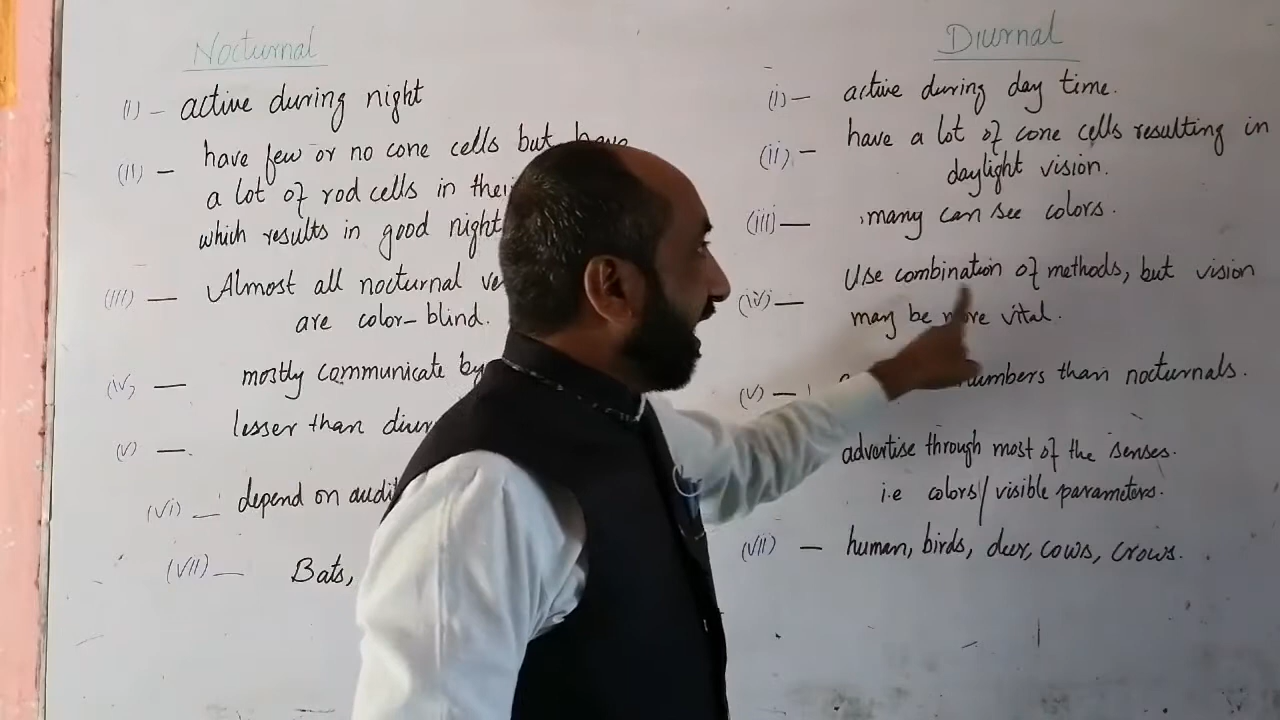 Nocturnal
(I) - active during night
(II) - have few or no cone cells but have
a lot of rod cells in
which results in good night
(III) - Almost all nocturnal
are color-blind.
(iv) - mostly communicate by
(v) - lesser than
(vi) - depend on
(VII) - Bats,
Diurnal
(i) - active during day time.
(ii) - have a lot of cone cells resulting in
daylight vision.
(iii) - many can see colors.
(iv) - Use combination of methods, but vision
may be more vital.
(v) - numbers than nocturnals.
advertise through most of the senses.
i.e colors/visible parameters.
(vii) - human, birds, deer, cows, crows.